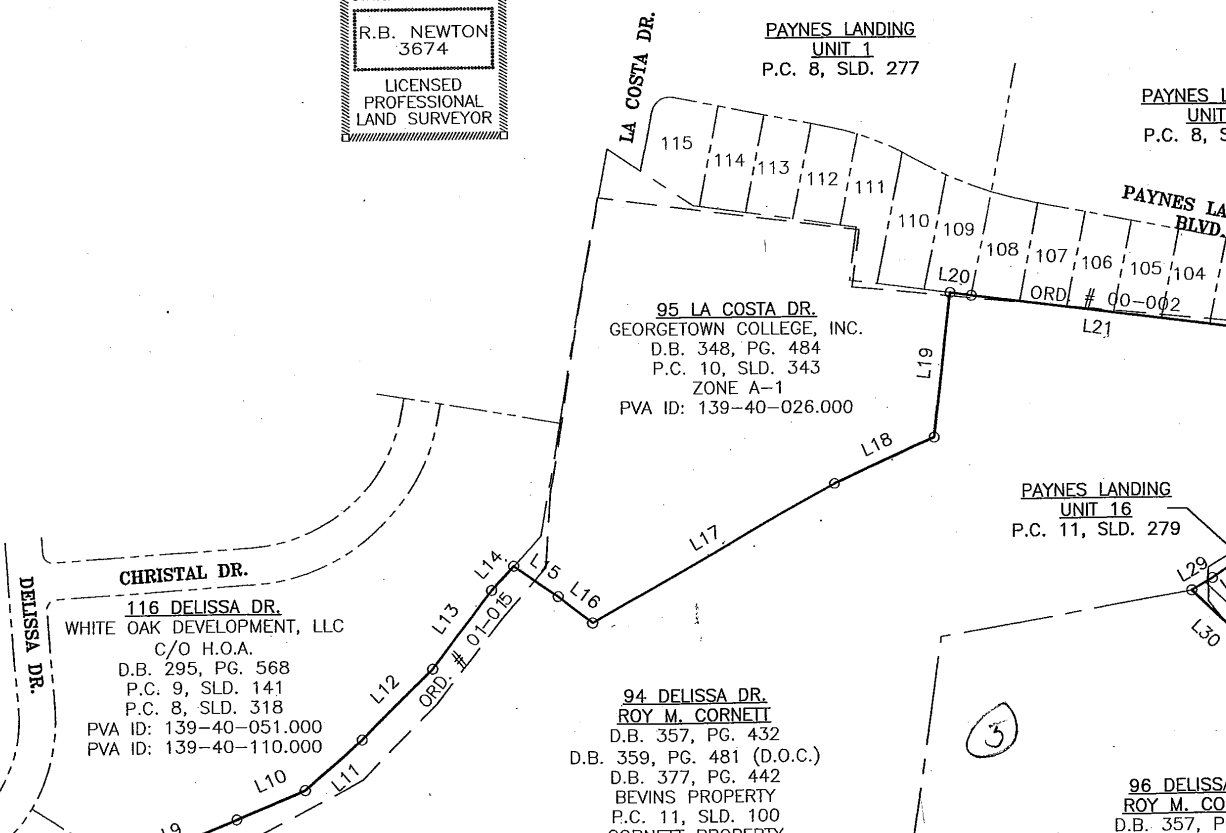 R.B. NEWTON
3674
LICENSED
PROFESSIONAL
LAND SURVEYOR
LA COSTA DR.
PAYNES LANDING
UNIT 1
P.C. 8, SLD. 277
PAYNES L
UNIT
P.C. 8, S
PAYNES LA
BLVD.
115
114
113
112
111
110
109
108
107
106
105
104
L20
ORD. # 00-002
L21
95 LA COSTA DR.
GEORGETOWN COLLEGE, INC.
D.B. 348, PG. 484
P.C. 10, SLD. 343
ZONE A-1
PVA ID: 139-40-026.000
L19
L18
L17
PAYNES LANDING
UNIT 16
P.C. 11, SLD. 279
L29
L30
L14
L15
L16
L13
ORD. # 01-015
L12
L11
L10
L9
CHRISTAL DR.
DELISSA DR.
116 DELISSA DR.
WHITE OAK DEVELOPMENT, LLC
C/O H.O.A.
D.B. 295, PG. 568
P.C. 9, SLD. 141
P.C. 8, SLD. 318
PVA ID: 139-40-051.000
PVA ID: 139-40-110.000
94 DELISSA DR.
ROY M. CORNETT
D.B. 357, PG. 432
D.B. 359, PG. 481 (D.O.C.)
D.B. 377, PG. 442
BEVINS PROPERTY
P.C. 11, SLD. 100
CORNETT PROPERTY
3
96 DELISSA
ROY M. CO
D.B. 357, P